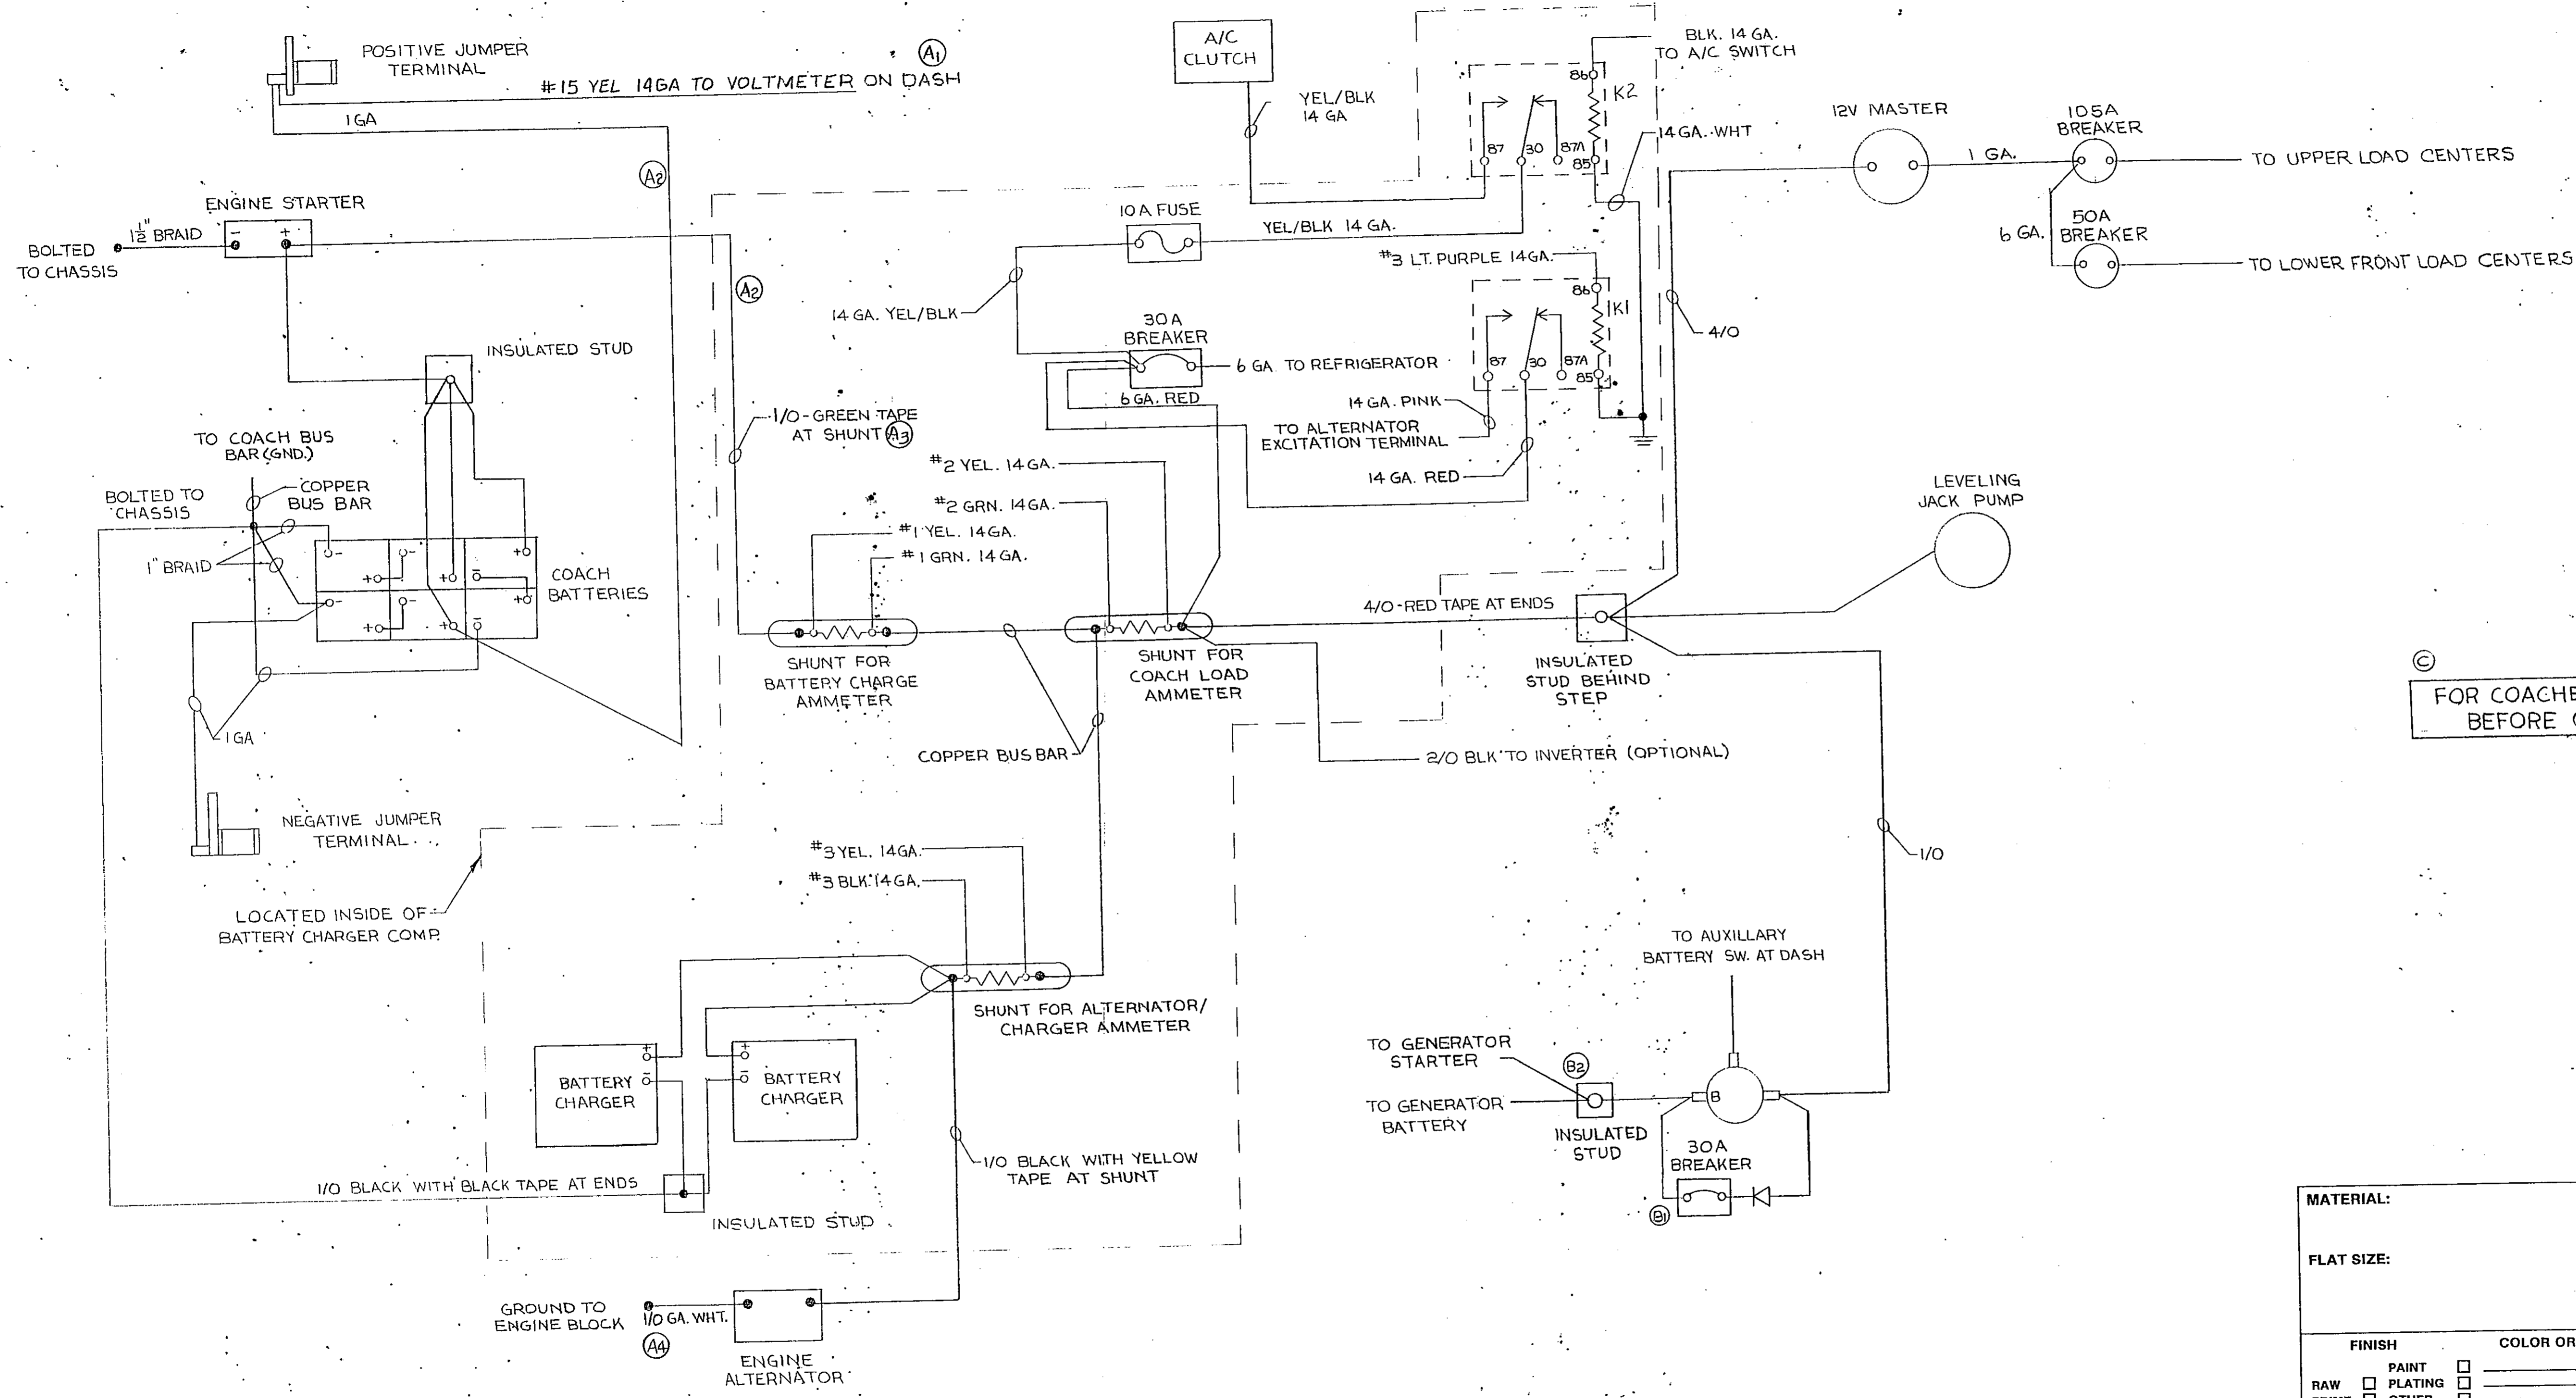 POSITIVE JUMPER
TERMINAL
A1
#15 YEL 14GA TO VOLTMETER ON DASH
1GA
A2
ENGINE STARTER
1½" BRAID
-
+
BOLTED
TO CHASSIS
A2
INSULATED STUD
TO COACH BUS
BAR (GND.)
COPPER
BUS BAR
BOLTED TO
CHASSIS
1" BRAID
COACH
BATTERIES
1GA
NEGATIVE JUMPER
TERMINAL
LOCATED INSIDE OF
BATTERY CHARGER COMP.
A/C
CLUTCH
YEL/BLK
14 GA
BLK. 14 GA.
TO A/C SWITCH
86
K2
87
30
87A
85
14 GA. WHT
10A FUSE
YEL/BLK 14 GA.
#3 LT. PURPLE 14GA.
86
K1
87
30
87A
85
14 GA. YEL/BLK
30A
BREAKER
6 GA. TO REFRIGERATOR
6 GA. RED
14 GA. PINK
TO ALTERNATOR
EXCITATION TERMINAL
14 GA. RED
1/0-GREEN TAPE
AT SHUNT A3
#2 YEL. 14GA.
#2 GRN. 14GA.
#1 YEL. 14GA.
#1 GRN. 14GA.
SHUNT FOR
BATTERY CHARGE
AMMETER
SHUNT FOR
COACH LOAD
AMMETER
COPPER BUS BAR
4/0-RED TAPE AT ENDS
INSULATED
STUD BEHIND
STEP
2/0 BLK TO INVERTER (OPTIONAL)
12V MASTER
1 GA.
105A
BREAKER
TO UPPER LOAD CENTERS
50A
BREAKER
6 GA.
TO LOWER FRONT LOAD CENTERS
4/0
LEVELING
JACK PUMP
C
FOR COACHE
BEFORE
1/0
#3 YEL. 14GA.
#3 BLK. 14GA.
SHUNT FOR ALTERNATOR/
CHARGER AMMETER
+
-
BATTERY
CHARGER
+
-
BATTERY
CHARGER
1/0 BLACK WITH YELLOW
TAPE AT SHUNT
1/0 BLACK WITH BLACK TAPE AT ENDS
INSULATED STUD
GROUND TO
ENGINE BLOCK
1/0 GA. WHT.
A4
ENGINE
ALTERNATOR
TO AUXILLARY
BATTERY SW. AT DASH
TO GENERATOR
STARTER
B2
TO GENERATOR
BATTERY
INSULATED
STUD
B
30A
BREAKER
B1
MATERIAL:
FLAT SIZE:
FINISH
COLOR OR
PAINT
RAW
PLATING